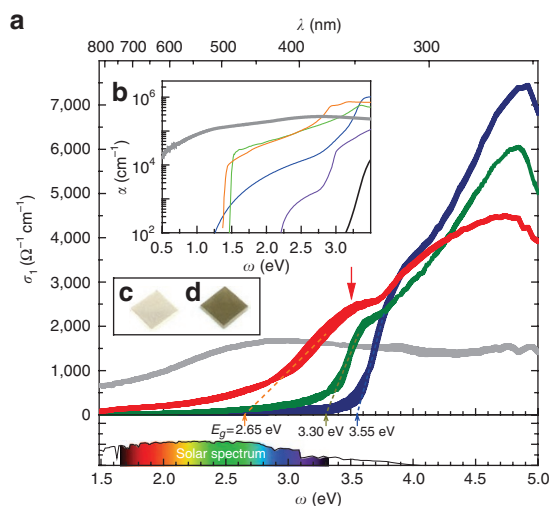 a
λ (nm)
800 700 600 500 400 300
7,000
6,000
5,000
4,000
3,000
2,000
1,000
0
σ₁ (Ω⁻¹ cm⁻¹)
b
10⁶
10⁴
10²
α (cm⁻¹)
0.5 1.0 1.5 2.0 2.5 3.0
ω (eV)
c d
E_g=2.65 eV 3.30 eV 3.55 eV
Solar spectrum
1.5 2.0 2.5 3.0 3.5 4.0 4.5 5.0
ω (eV)